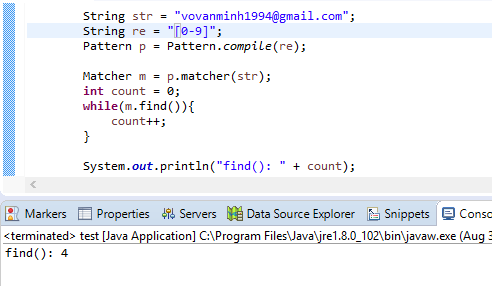 String str = "vovanminh1994@gmail.com";
String re = "[0-9]";
Pattern p = Pattern.compile(re);
Matcher m = p.matcher(str);
int count = 0;
while(m.find()){
count++;
}
System.out.println("find(): " + count);
Markers Properties Servers Data Source Explorer Snippets Conso
<terminated> test [Java Application] C:\Program Files\Java\jre1.8.0_102\bin\javaw.exe (Aug 3
find(): 4